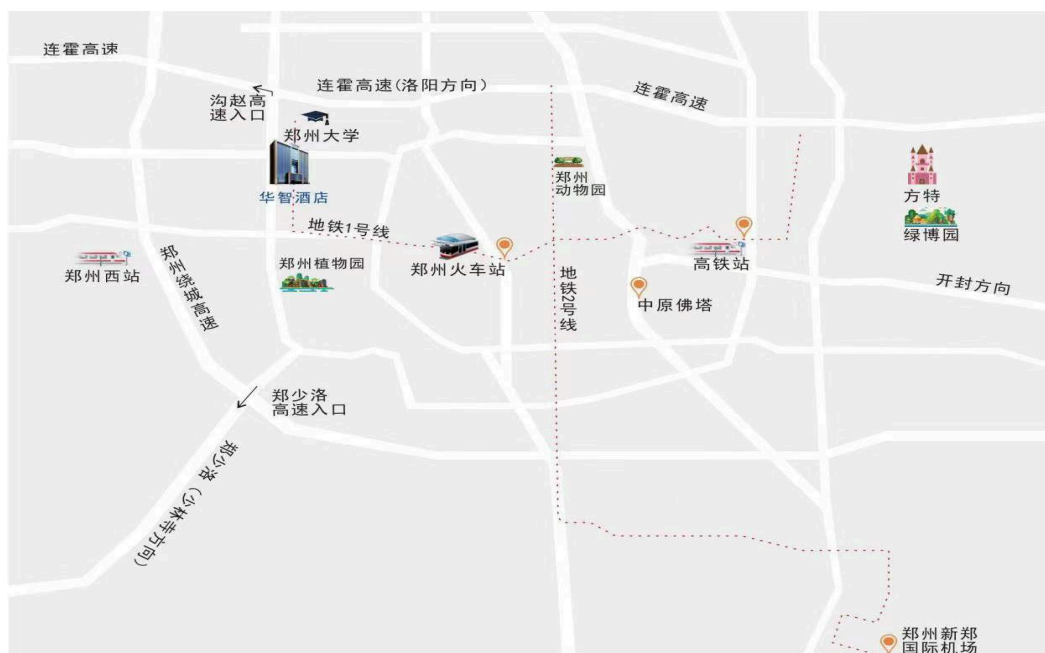 连霍高速
连霍高速(洛阳方向)
连霍高速
沟赵高
速入口
郑州大学
华智酒店
郑州
动物园
方特
绿博园
地铁1号线
郑州西站
郑州绕城高速
郑州植物园
郑州火车站
地铁2号线
高铁站
中原佛塔
开封方向
郑少洛
高速入口
郑少洛（少林寺方向）
郑州新郑
国际机场